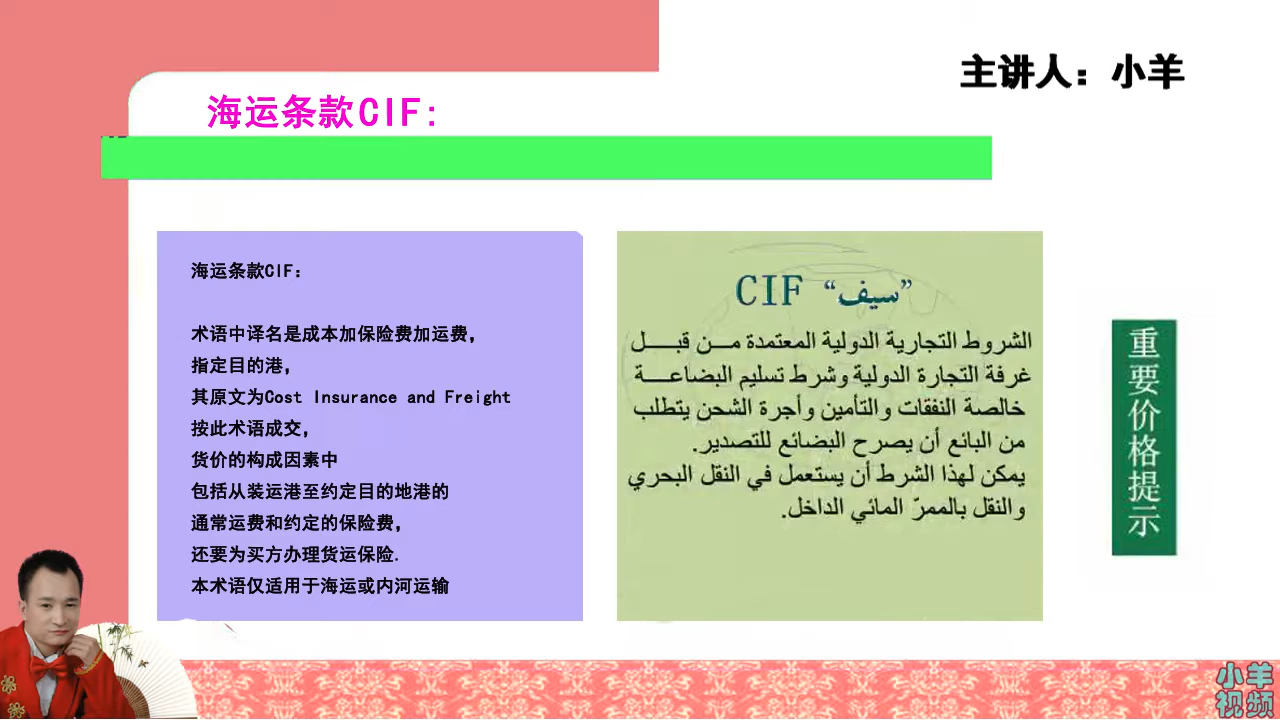 主讲人：小羊
海运条款CIF:
海运条款CIF:
术语中译名是成本加保险费加运费，
指定目的港，
其原文为Cost Insurance and Freight
按此术语成交，
货价的构成因素中
包括从装运港至约定目的地港的
通常运费和约定的保险费，
还要为买方办理货运保险.
本术语仅适用于海运或内河运输
CIF “سيف”
الشروط التجارية الدولية المعتمدة مــن قبــــل
غرفة التجارة الدولية وشرط تسليم البضاعـــة
خالصة النفقات والتأمين وأجرة الشحن يتطلب
من البائع أن يصرح البضائع للتصدير.
يمكن لهذا الشرط أن يستعمل في النقل البحري
والنقل بالممرّ المائي الداخل.
重要价格提示
小羊
视频